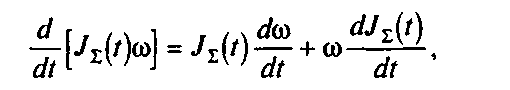 d/dt [J_Σ(t)ω] = J_Σ(t) dω/dt + ω dJ_Σ(t)/dt ,